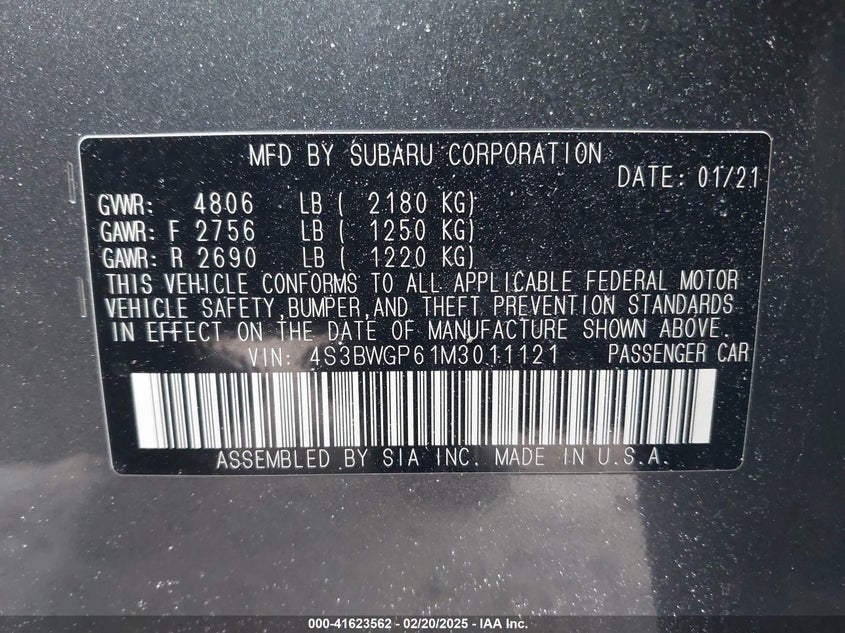 MFD BY SUBARU CORPORATION
DATE: 01/21
GVWR: 4806 LB ( 2180 KG)
GAWR: F 2756 LB ( 1250 KG)
GAWR: R 2690 LB ( 1220 KG)
THIS VEHICLE CONFORMS TO ALL APPLICABLE FEDERAL MOTOR
VEHICLE SAFETY,BUMPER,AND THEFT PREVENTION STANDARDS
IN EFFECT ON THE DATE OF MANUFACTURE SHOWN ABOVE.
VIN: 4S3BWGP61M3011121 PASSENGER CAR
ASSEMBLED BY SIA INC. MADE IN U.S.A.
000-41623562 - 02/20/2025 - IAA Inc.